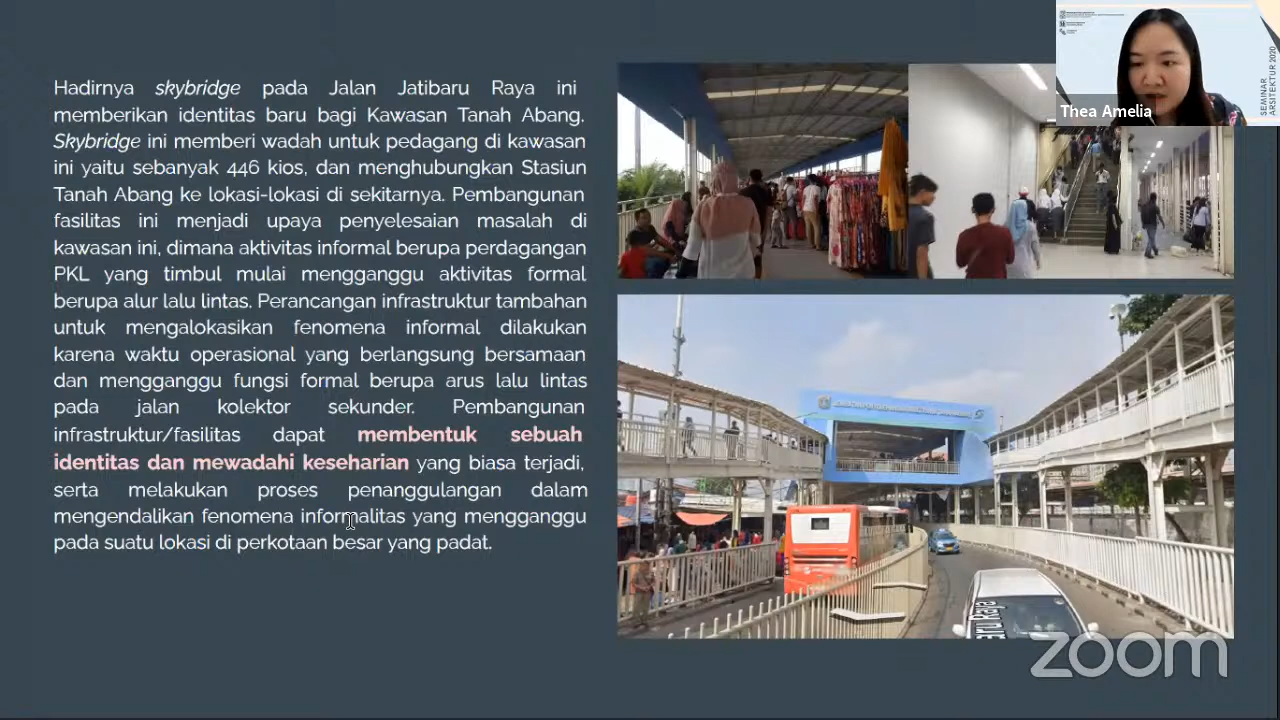 Hadirnya skybridge pada Jalan Jatibaru Raya ini
memberikan identitas baru bagi Kawasan Tanah Abang.
Skybridge ini memberi wadah untuk pedagang di kawasan
ini yaitu sebanyak 446 kios, dan menghubungkan Stasiun
Tanah Abang ke lokasi-lokasi di sekitarnya. Pembangunan
fasilitas ini menjadi upaya penyelesaian masalah di
kawasan ini, dimana aktivitas informal berupa perdagangan
PKL yang timbul mulai mengganggu aktivitas formal
berupa alur lalu lintas. Perancangan infrastruktur tambahan
untuk mengalokasikan fenomena informal dilakukan
karena waktu operasional yang berlangsung bersamaan
dan mengganggu fungsi formal berupa arus lalu lintas
pada jalan kolektor sekunder. Pembangunan
infrastruktur/fasilitas dapat membentuk sebuah
identitas dan mewadahi keseharian yang biasa terjadi,
serta melakukan proses penanggulangan dalam
mengendalikan fenomena informalitas yang mengganggu
pada suatu lokasi di perkotaan besar yang padat.
Thea Amelia
SEMINAR
ARSITEKTUR 2020
Raja
zoom